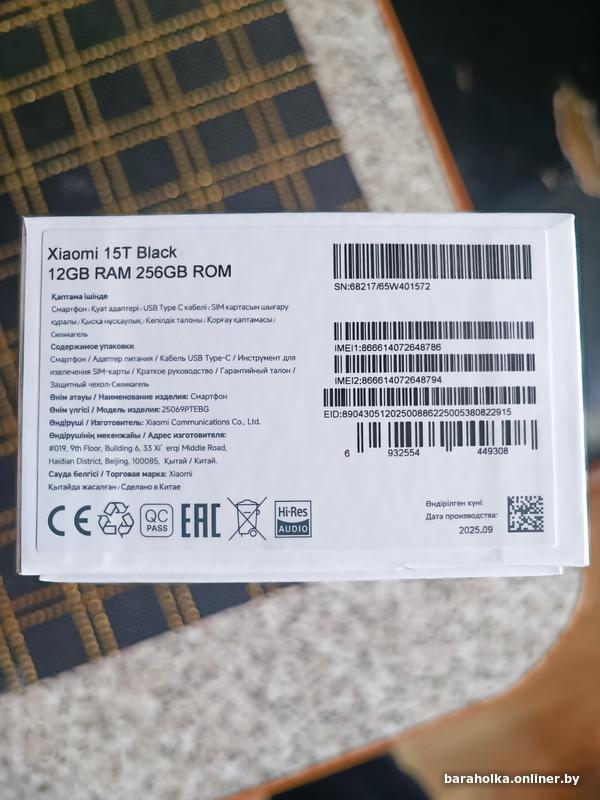 Xiaomi 15T Black
12GB RAM 256GB ROM
Қаптама ішінде
Смартфон / Қуат адаптері / USB Type C кабелі / SIM картасын шығару
құралы / Қысқа нұсқаулық / Кепілдік талоны / Қорғау қаптамасы /
Силикагель
Содержимое упаковки
Смартфон / Адаптер питания / Кабель USB Type-C / Инструмент для
извлечения SIM-карты / Краткое руководство / Гарантийный талон /
Защитный чехол / Силикагель
Өнім атауы / Наименование изделия: Смартфон
Өнім үлгісі / Модель изделия: 25069PTEBG
Өндіруші / Изготовитель: Xiaomi Communications Co., Ltd.
Өндірушінің мекенжайы / Адрес изготовителя:
#019, 9th Floor, Building 6, 33 Xi' erqi Middle Road,
Haidian District, Beijing, 100085, Қытай / Китай.
Сауда белгісі / Торговая марка: Xiaomi
Қытайда жасалған / Сделано в Китае
CE
QC
PASS
EAC
Hi-Res
AUDIO
SN:68217/65W401572
IMEI1:866614072648786
IMEI2:866614072648794
EID:89043051202500886225005380822915
6 932554 449308
Өндірілген күні:
Дата производства:
2025.09
baraholka.onliner.by